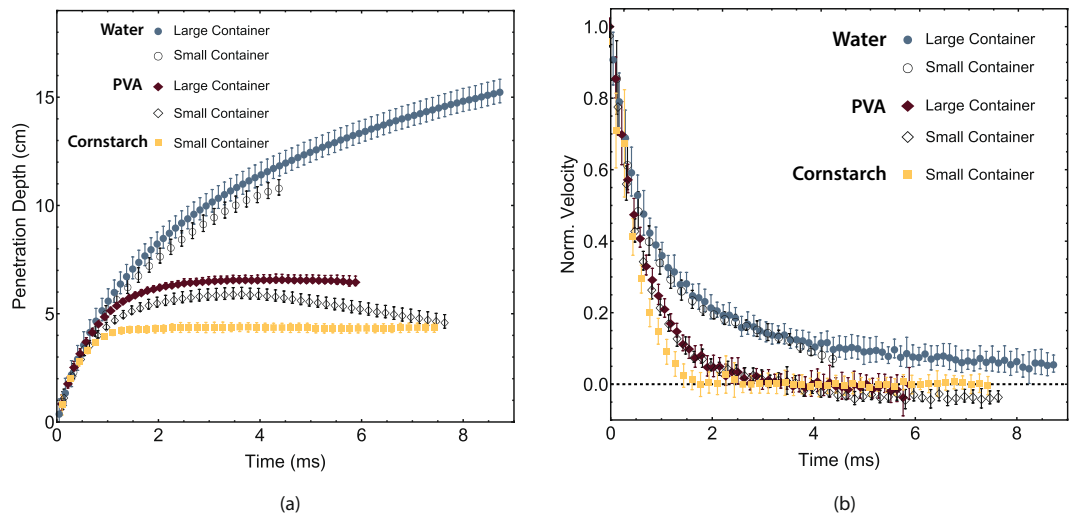 Water Large Container
Small Container
PVA Large Container
Small Container
Cornstarch Small Container
Penetration Depth (cm)
15
10
5
0
0 2 4 6 8
Time (ms)
(a)
Water Large Container
Small Container
PVA Large Container
Small Container
Cornstarch Small Container
Norm. Velocity
1.0
0.8
0.6
0.4
0.2
0.0
0 2 4 6 8
Time (ms)
(b)